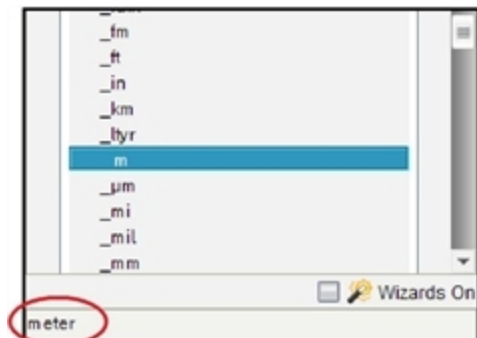 _fm
_ft
_in
_km
_ltyr
_m
_µm
_mi
_mil
_mm
Wizards On
meter